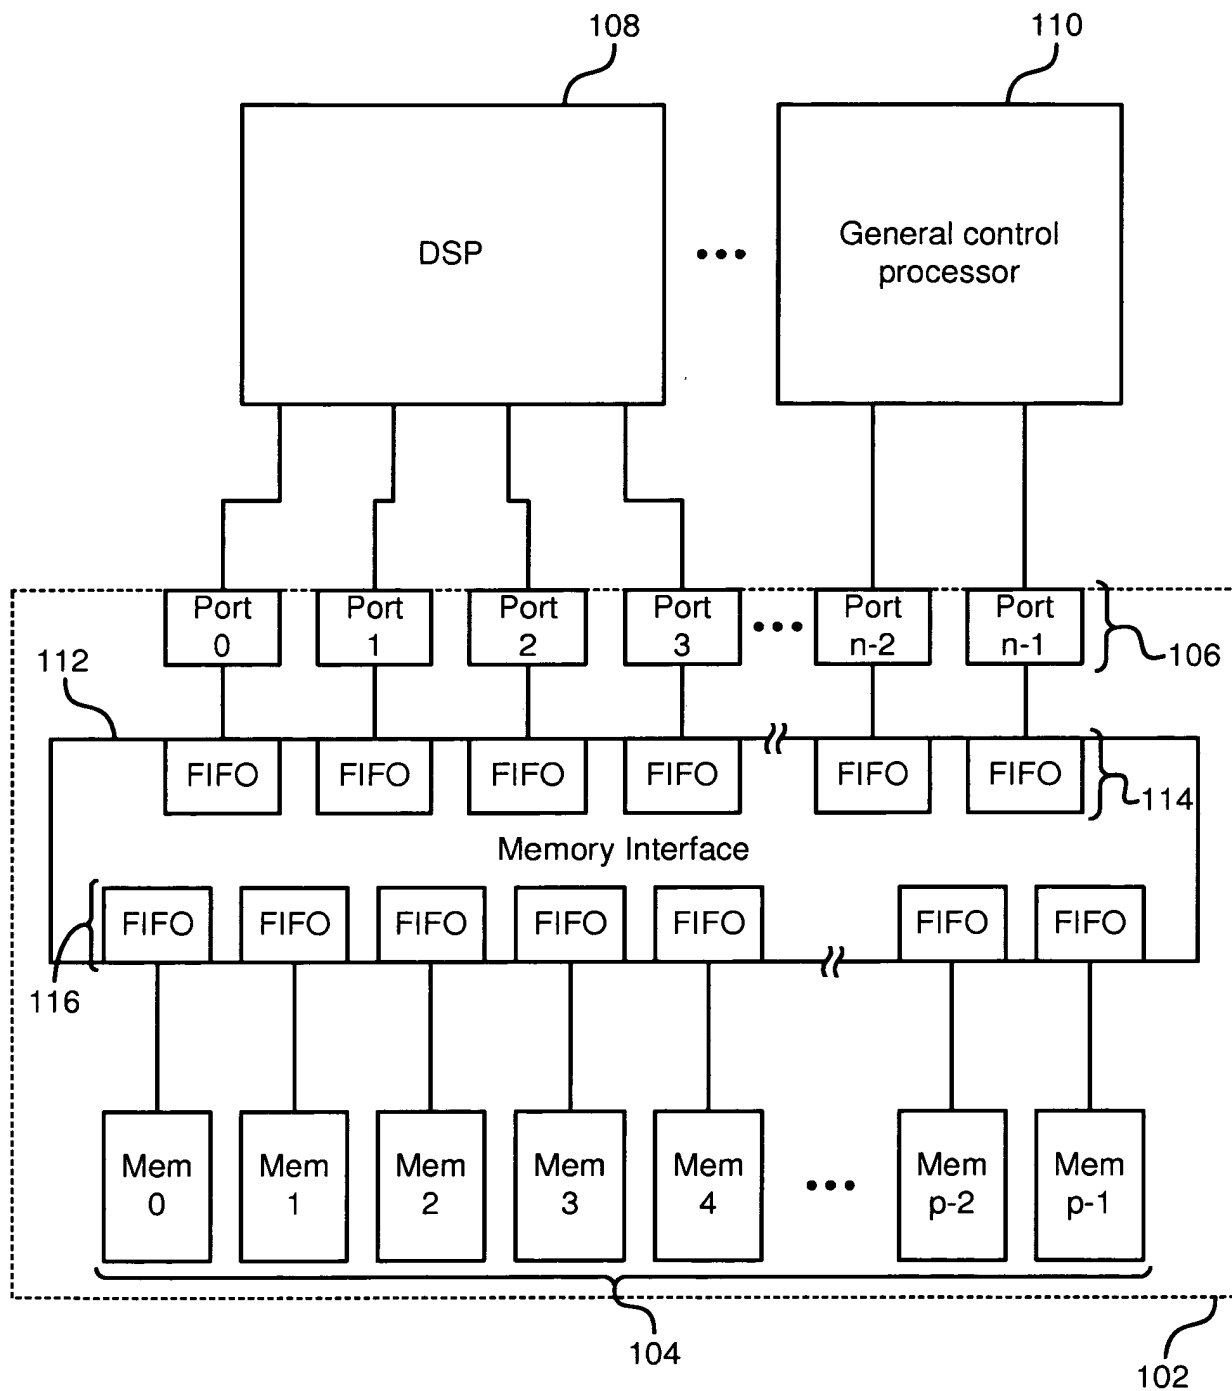 108
110
DSP
General control
processor
Port
0
Port
1
Port
2
Port
3
Port
n-2
Port
n-1
106
112
FIFO
FIFO
FIFO
FIFO
FIFO
FIFO
114
Memory Interface
FIFO
FIFO
FIFO
FIFO
FIFO
FIFO
FIFO
116
Mem
0
Mem
1
Mem
2
Mem
3
Mem
4
Mem
p-2
Mem
p-1
104
102